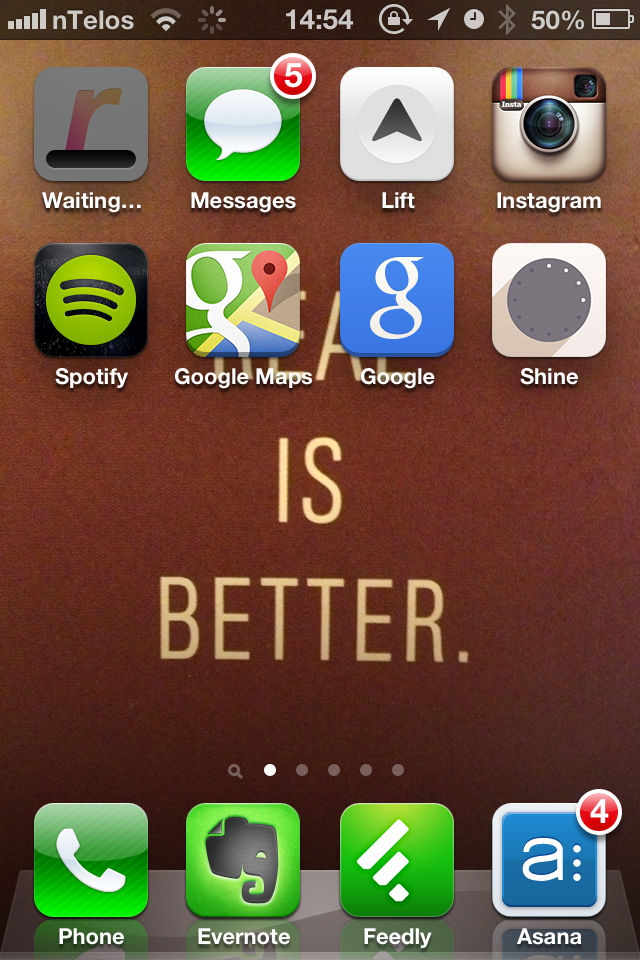 nTelos 14:54 50%
r 5 Insta
Waiting... Messages Lift Instagram
g g
Spotify Google Maps Google Shine
REAL
IS
BETTER.
4
a:
Phone Evernote Feedly Asana